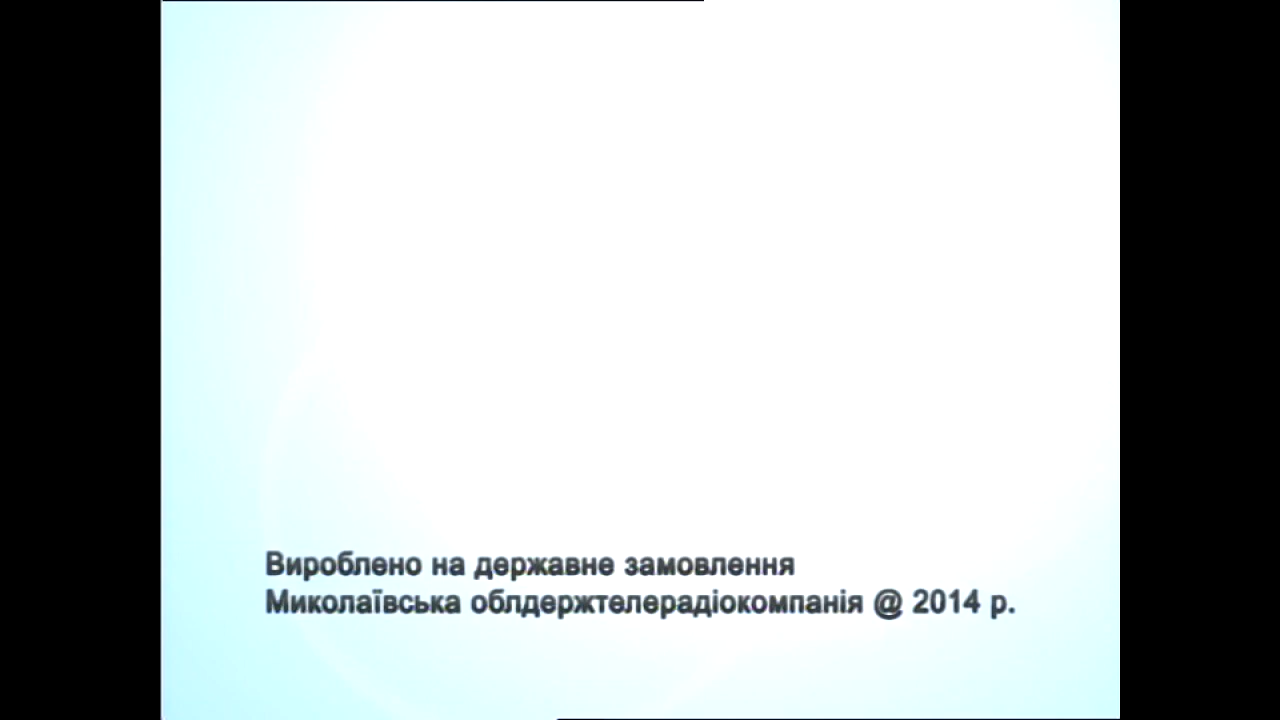 Вироблено на державне замовлення
Миколаївська облдержтелерадіокомпанія @ 2014 р.